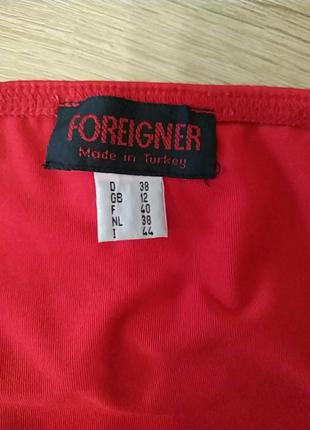 FOREIGNER
Made in Turkey
D 38
GB 12
F 40
NL 38
I 44